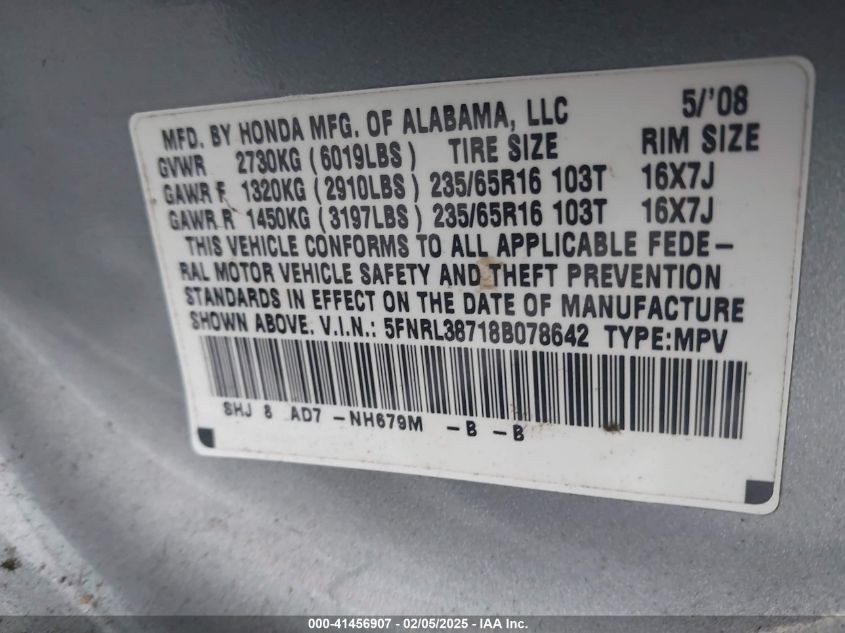 MFD. BY HONDA MFG. OF ALABAMA, LLC 5/'08
GVWR 2730KG (6019LBS) TIRE SIZE RIM SIZE
GAWR F 1320KG (2910LBS) 235/65R16 103T 16X7J
GAWR R 1450KG (3197LBS) 235/65R16 103T 16X7J
THIS VEHICLE CONFORMS TO ALL APPLICABLE FEDE-
RAL MOTOR VEHICLE SAFETY AND THEFT PREVENTION
STANDARDS IN EFFECT ON THE DATE OF MANUFACTURE
SHOWN ABOVE. V.I.N.: 5FNRL38718B078642 TYPE:MPV
SHJ 8 AD7 -NH679M -B -B
000-41456907 - 02/05/2025 - IAA Inc.